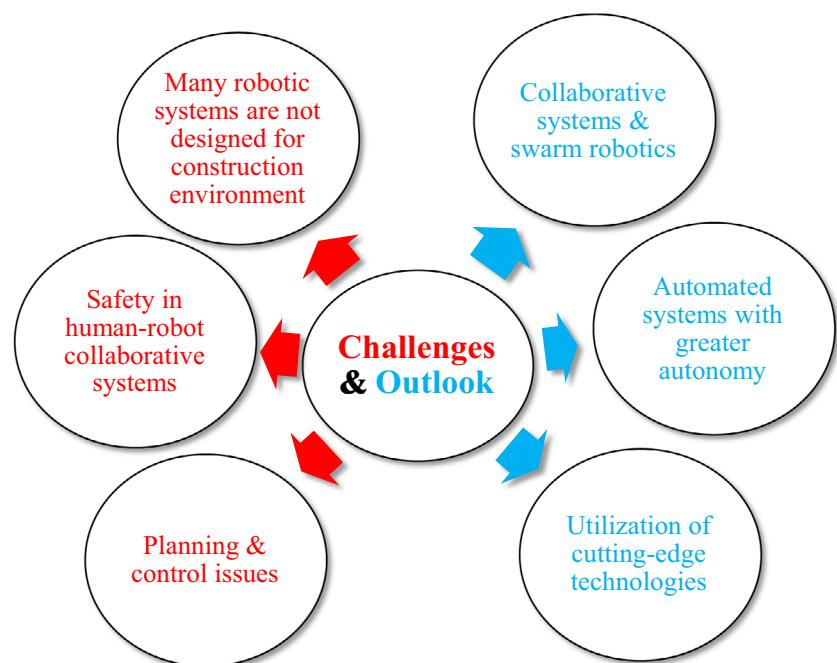 Many robotic
systems are not
designed for
construction
environment
Safety in
human-robot
collaborative
systems
Planning &
control issues
Challenges
& Outlook
Collaborative
systems &
swarm robotics
Automated
systems with
greater
autonomy
Utilization of
cutting-edge
technologies